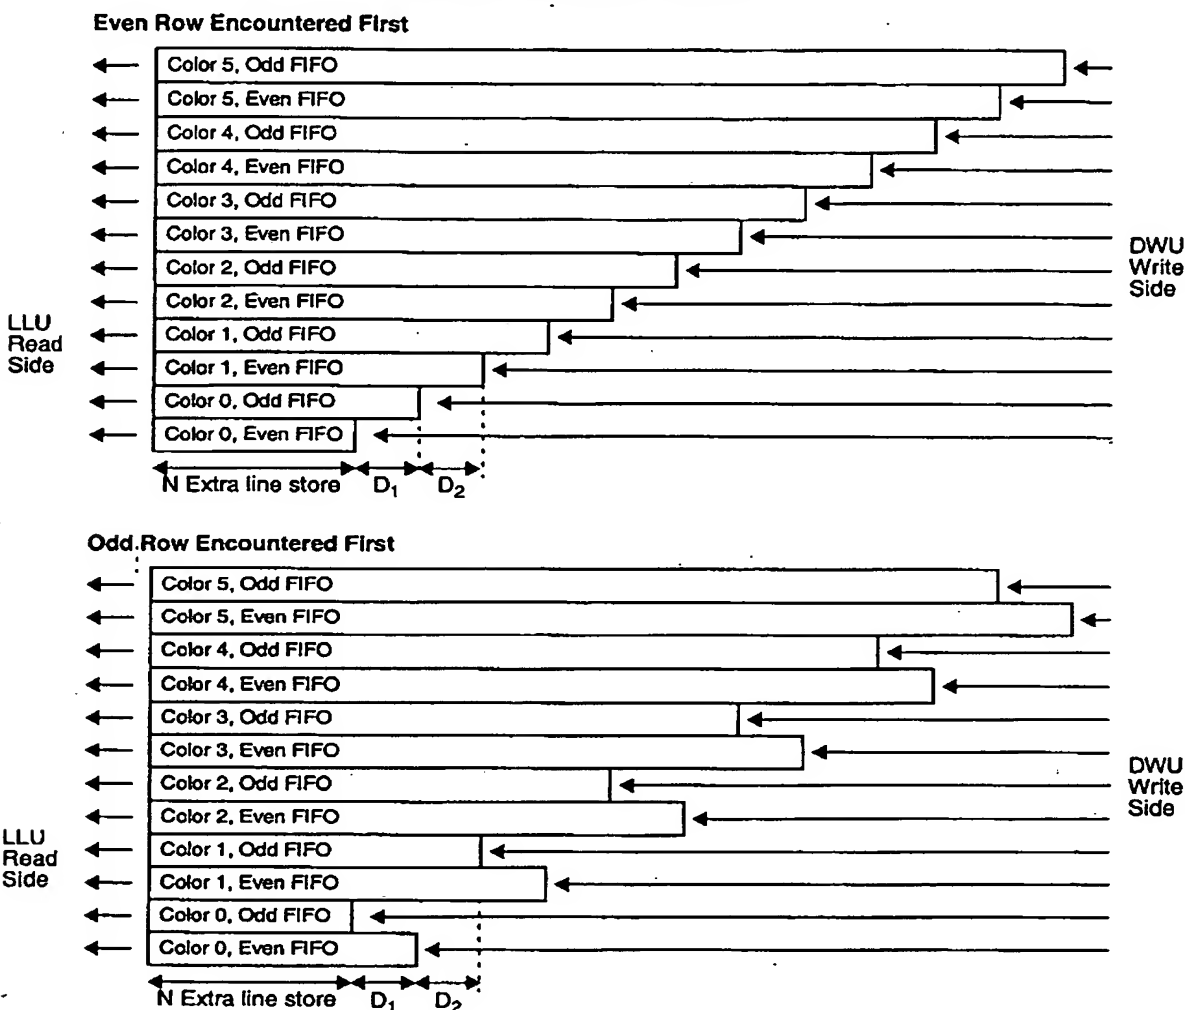 Even Row Encountered First
Color 5, Odd FIFO
Color 5, Even FIFO
Color 4, Odd FIFO
Color 4, Even FIFO
Color 3, Odd FIFO
Color 3, Even FIFO
Color 2, Odd FIFO
Color 2, Even FIFO
Color 1, Odd FIFO
Color 1, Even FIFO
Color 0, Odd FIFO
Color 0, Even FIFO
LLU
Read
Side
DWU
Write
Side
N Extra line store D₁ D₂
Odd Row Encountered First
Color 5, Odd FIFO
Color 5, Even FIFO
Color 4, Odd FIFO
Color 4, Even FIFO
Color 3, Odd FIFO
Color 3, Even FIFO
Color 2, Odd FIFO
Color 2, Even FIFO
Color 1, Odd FIFO
Color 1, Even FIFO
Color 0, Odd FIFO
Color 0, Even FIFO
LLU
Read
Side
DWU
Write
Side
N Extra line store D₁ D₂